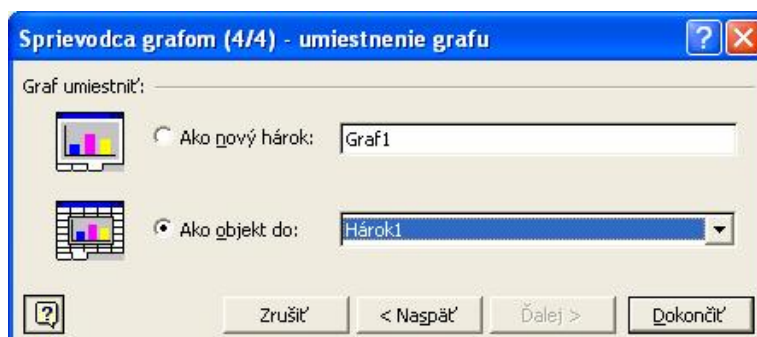 Sprievodca grafom (4/4) - umiestnenie grafu
Graf umiestniť:
Ako nový hárok: Graf1
Ako objekt do: Hárok1
Zrušiť < Naspäť Ďalej > Dokončiť